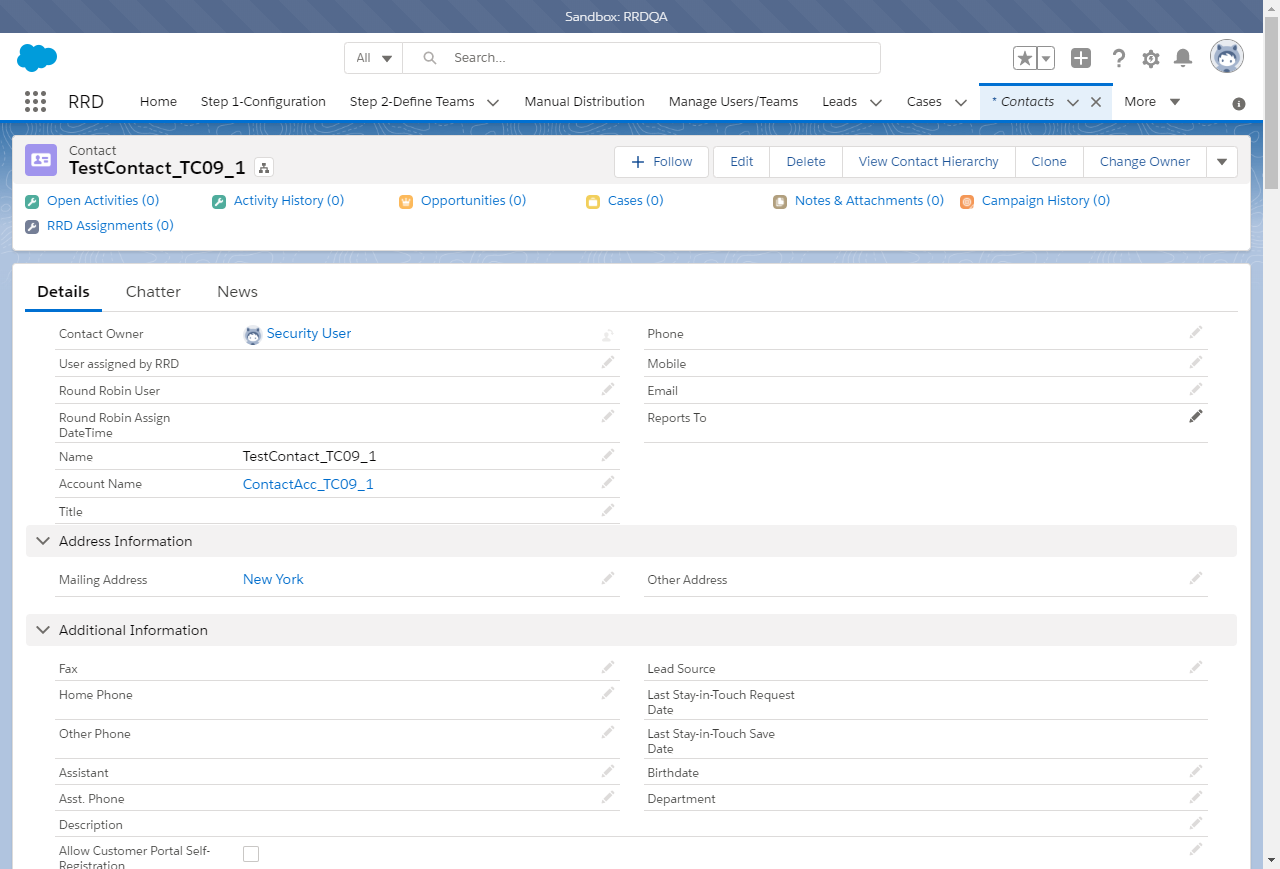 Sandbox: RRDQA
All
Search...
RRD Home Step 1-Configuration Step 2-Define Teams Manual Distribution Manage Users/Teams Leads Cases * Contacts More
Contact
TestContact_TC09_1
Follow Edit Delete View Contact Hierarchy Clone Change Owner
Open Activities (0) Activity History (0) Opportunities (0) Cases (0) Notes & Attachments (0) Campaign History (0)
RRD Assignments (0)
Details Chatter News
Contact Owner Security User Phone
User assigned by RRD Mobile
Round Robin User Email
Round Robin Assign Reports To
DateTime
Name TestContact_TC09_1
Account Name ContactAcc_TC09_1
Title
Address Information
Mailing Address New York Other Address
Additional Information
Fax Lead Source
Home Phone Last Stay-in-Touch Request
Date
Other Phone Last Stay-in-Touch Save
Date
Assistant Birthdate
Asst. Phone Department
Description
Allow Customer Portal Self-
Registration